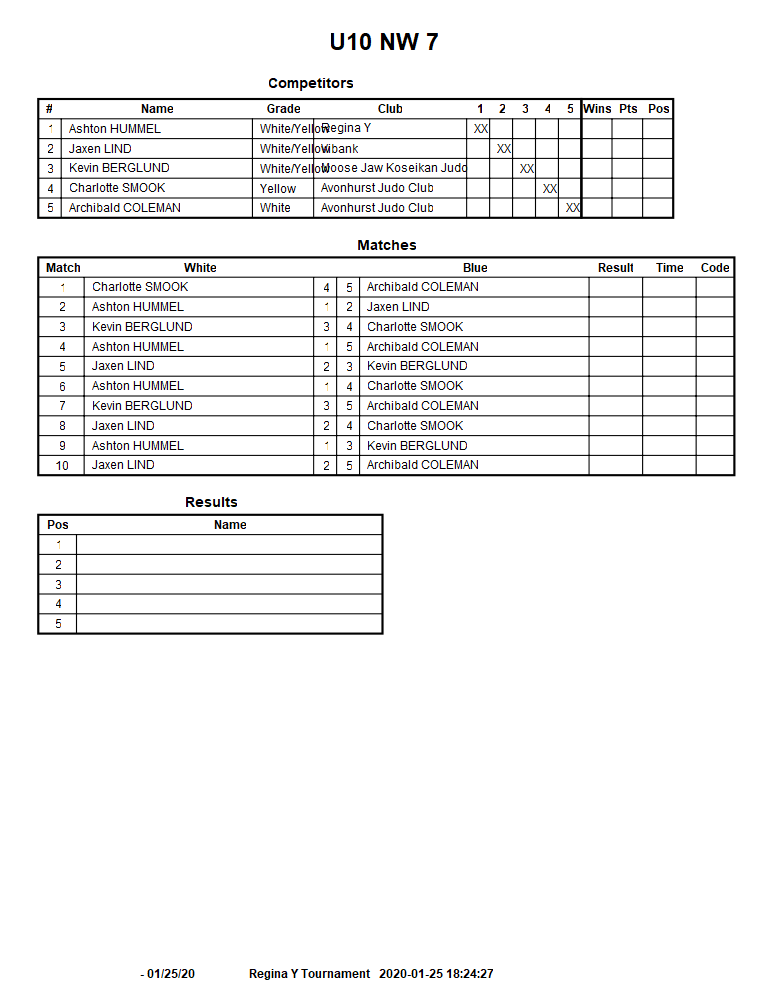 U10 NW 7
Competitors
# Name Grade Club 1 2 3 4 5 Wins Pts Pos
1 Ashton HUMMEL White/Yellow Regina Y XX
2 Jaxen LIND White/Yellow Vibank XX
3 Kevin BERGLUND White/Yellow Moose Jaw Koseikan Judo XX
4 Charlotte SMOOK Yellow Avonhurst Judo Club XX
5 Archibald COLEMAN White Avonhurst Judo Club XX
Matches
Match White Blue Result Time Code
1 Charlotte SMOOK 4 5 Archibald COLEMAN
2 Ashton HUMMEL 1 2 Jaxen LIND
3 Kevin BERGLUND 3 4 Charlotte SMOOK
4 Ashton HUMMEL 1 5 Archibald COLEMAN
5 Jaxen LIND 2 3 Kevin BERGLUND
6 Ashton HUMMEL 1 4 Charlotte SMOOK
7 Kevin BERGLUND 3 5 Archibald COLEMAN
8 Jaxen LIND 2 4 Charlotte SMOOK
9 Ashton HUMMEL 1 3 Kevin BERGLUND
10 Jaxen LIND 2 5 Archibald COLEMAN
Results
Pos Name
1
2
3
4
5
- 01/25/20 Regina Y Tournament 2020-01-25 18:24:27